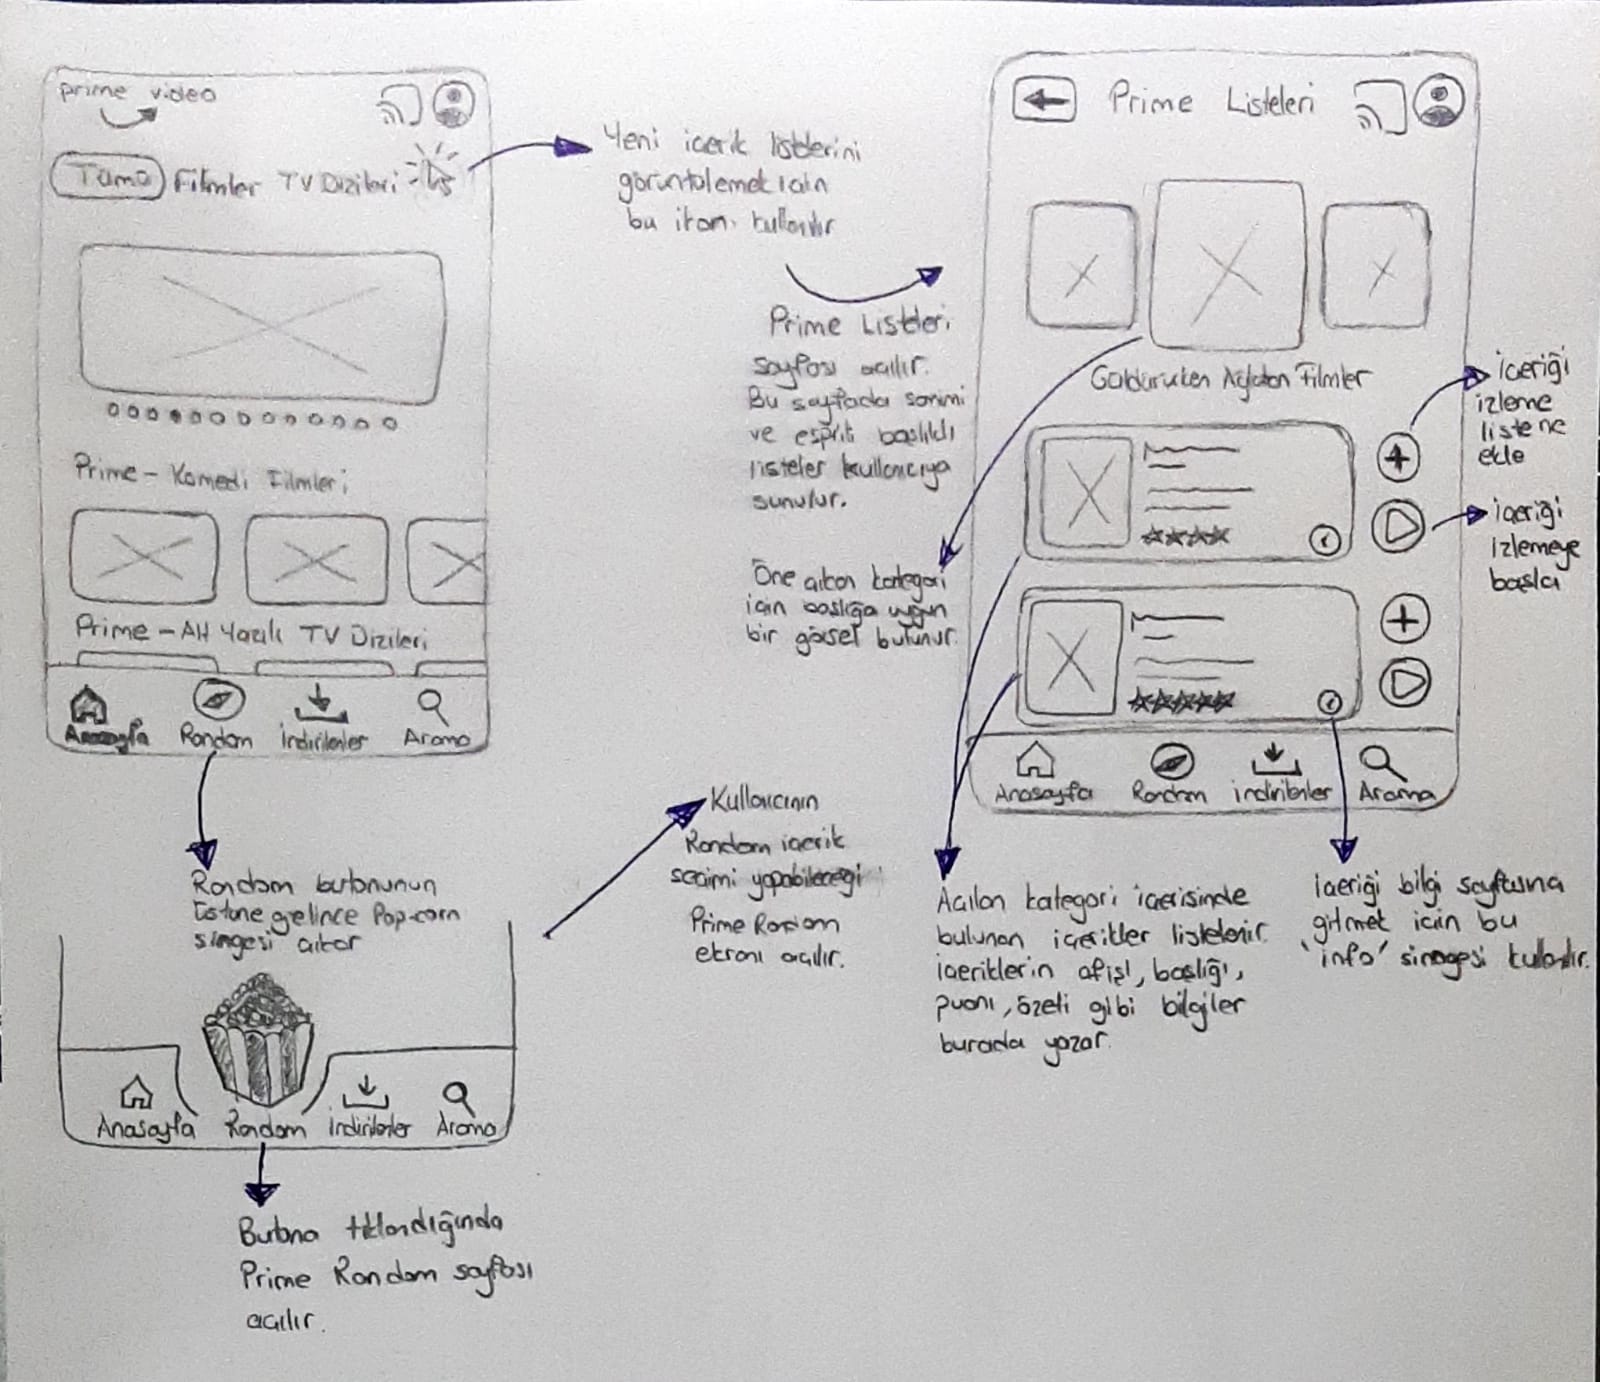 prime video
Tümü Filmler TV Dizileri
Prime - Komedi Filmleri
Prime - Alt Yazılı TV Dizileri
Anasayfa Random İndirilenler Arama
Yeni içerik listelerini
görüntülemek için
bu ikon kullanılır
Prime Listeleri
sayfası açılır.
Bu sayfada samimi
ve esprili başlıklı
listeler kullanıcıya
sunulur.
Prime Listeleri
Güldürürken Ağlatan Filmler
içeriği
izleme
listene
ekle
içeriği
izlemeye
başla
Öne çıkan kategori
için başlığa uygun
bir görsel bulunur.
Anasayfa Random indirilenler Arama
Açılan kategori içerisinde
bulunan içerikler listelenir.
içeriklerin afişi, başlığı,
puanı, özeti gibi bilgiler
burada yazar.
içeriği bilgi sayfasına
gitmek için bu
'info' simgesi kullanılır.
Random butonunun
üstüne gelince Pop-corn
simgesi çıkar
Anasayfa Random İndirilenler Arama
Butona tıklandığında
Prime Random sayfası
açılır.
Kullanıcının
Random içerik
seçimi yapabileceği
Prime Random
ekranı açılır.